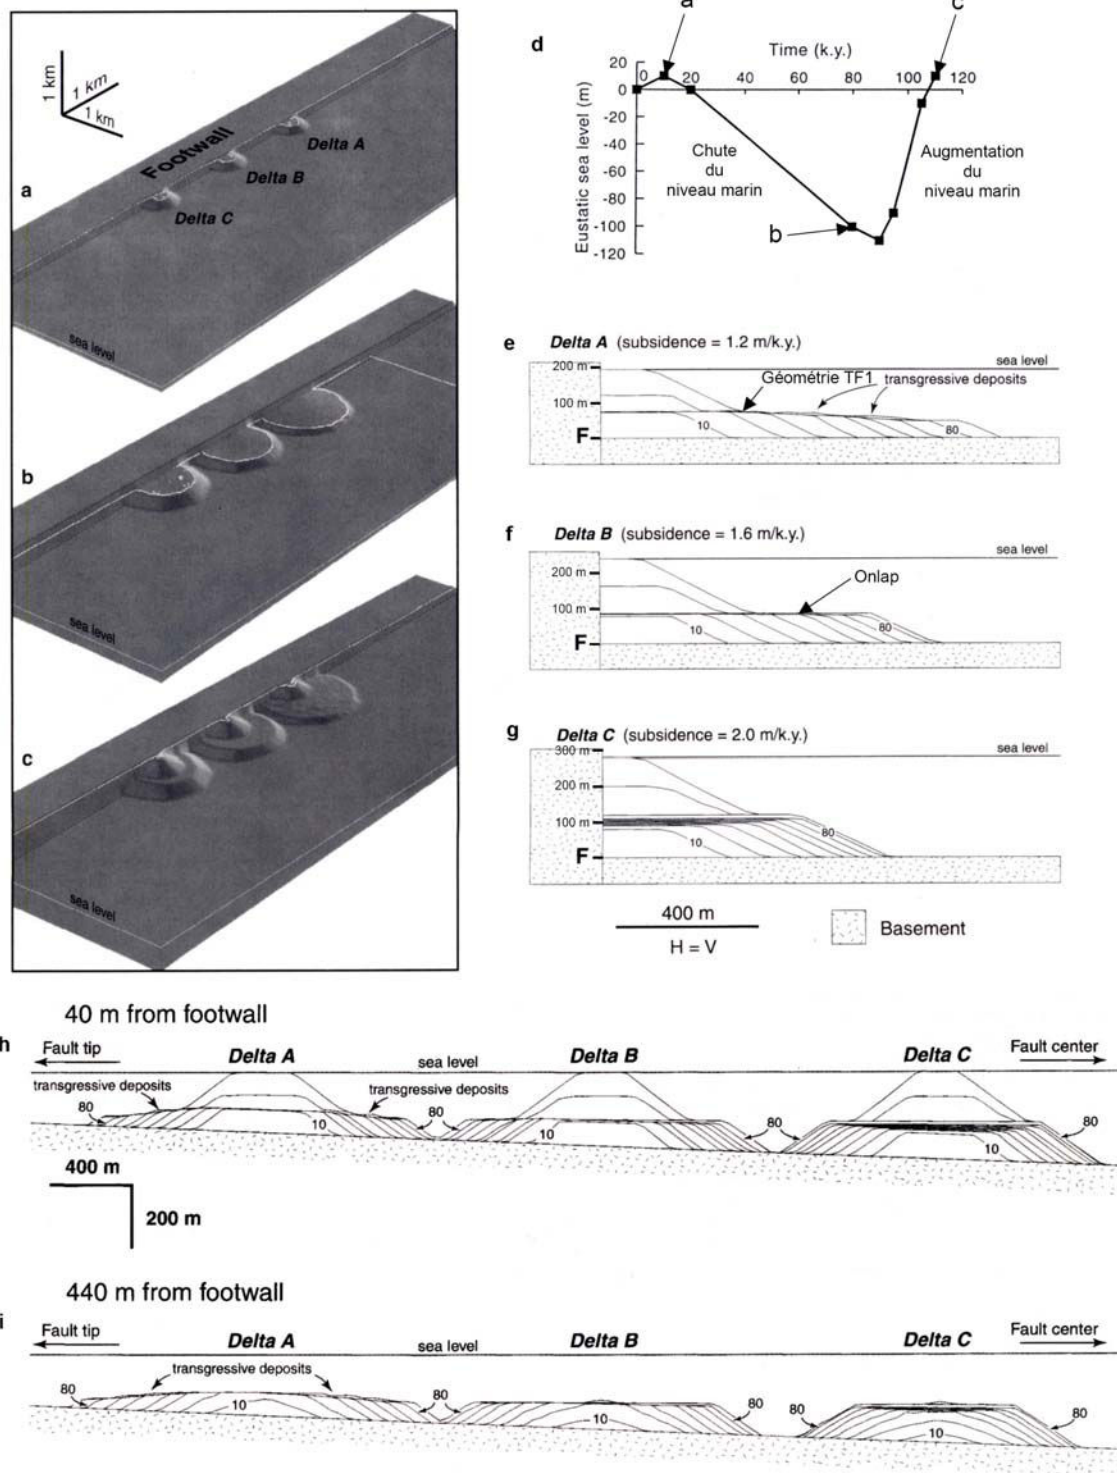 a
1 km
1 km
1 km
Footwall
Delta A
Delta B
Delta C
sea level
b
sea level
c
sea level
d
a
c
Time (k.y.)
20
0
-20
-40
-60
-80
-100
-120
0
20
40
60
80
100
120
Eustatic sea level (m)
Chute
du
niveau marin
Augmentation
du
niveau marin
b
e
Delta A (subsidence = 1.2 m/k.y.)
sea level
200 m
100 m
F
Géométrie TF1
transgressive deposits
10
80
f
Delta B (subsidence = 1.6 m/k.y.)
sea level
200 m
100 m
F
Onlap
10
80
g
Delta C (subsidence = 2.0 m/k.y.)
sea level
300 m
200 m
100 m
F
10
80
400 m
H = V
Basement
40 m from footwall
h
Fault tip
Delta A
sea level
Delta B
Delta C
Fault center
transgressive deposits
transgressive deposits
80
10
80
10
80
10
80
400 m
200 m
440 m from footwall
i
Fault tip
Delta A
sea level
Delta B
Delta C
Fault center
transgressive deposits
80
10
80
10
80
10
80